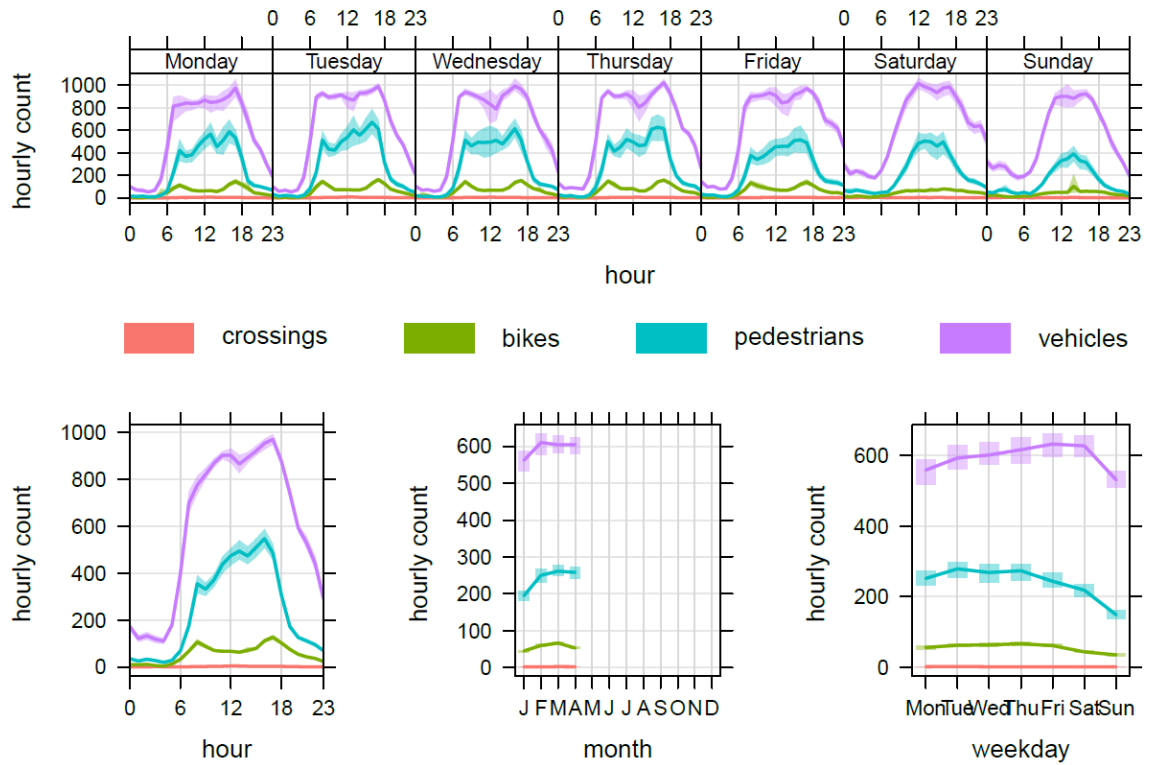 0 6 12 18 23 0 6 12 18 23 0 6 12 18 23
Monday Tuesday Wednesday Thursday Friday Saturday Sunday
hourly count
1000
800
600
400
200
0
0 6 12 18 23 0 6 12 18 23 0 6 12 18 23 0 6 12 18 23
hour
crossings bikes pedestrians vehicles
hourly count
1000
800
600
400
200
0
0 6 12 18 23
hour
hourly count
600
500
400
300
200
100
0
J F M A M J J A S O N D
month
hourly count
600
400
200
0
Mon Tue Wed Thu Fri Sat Sun
weekday